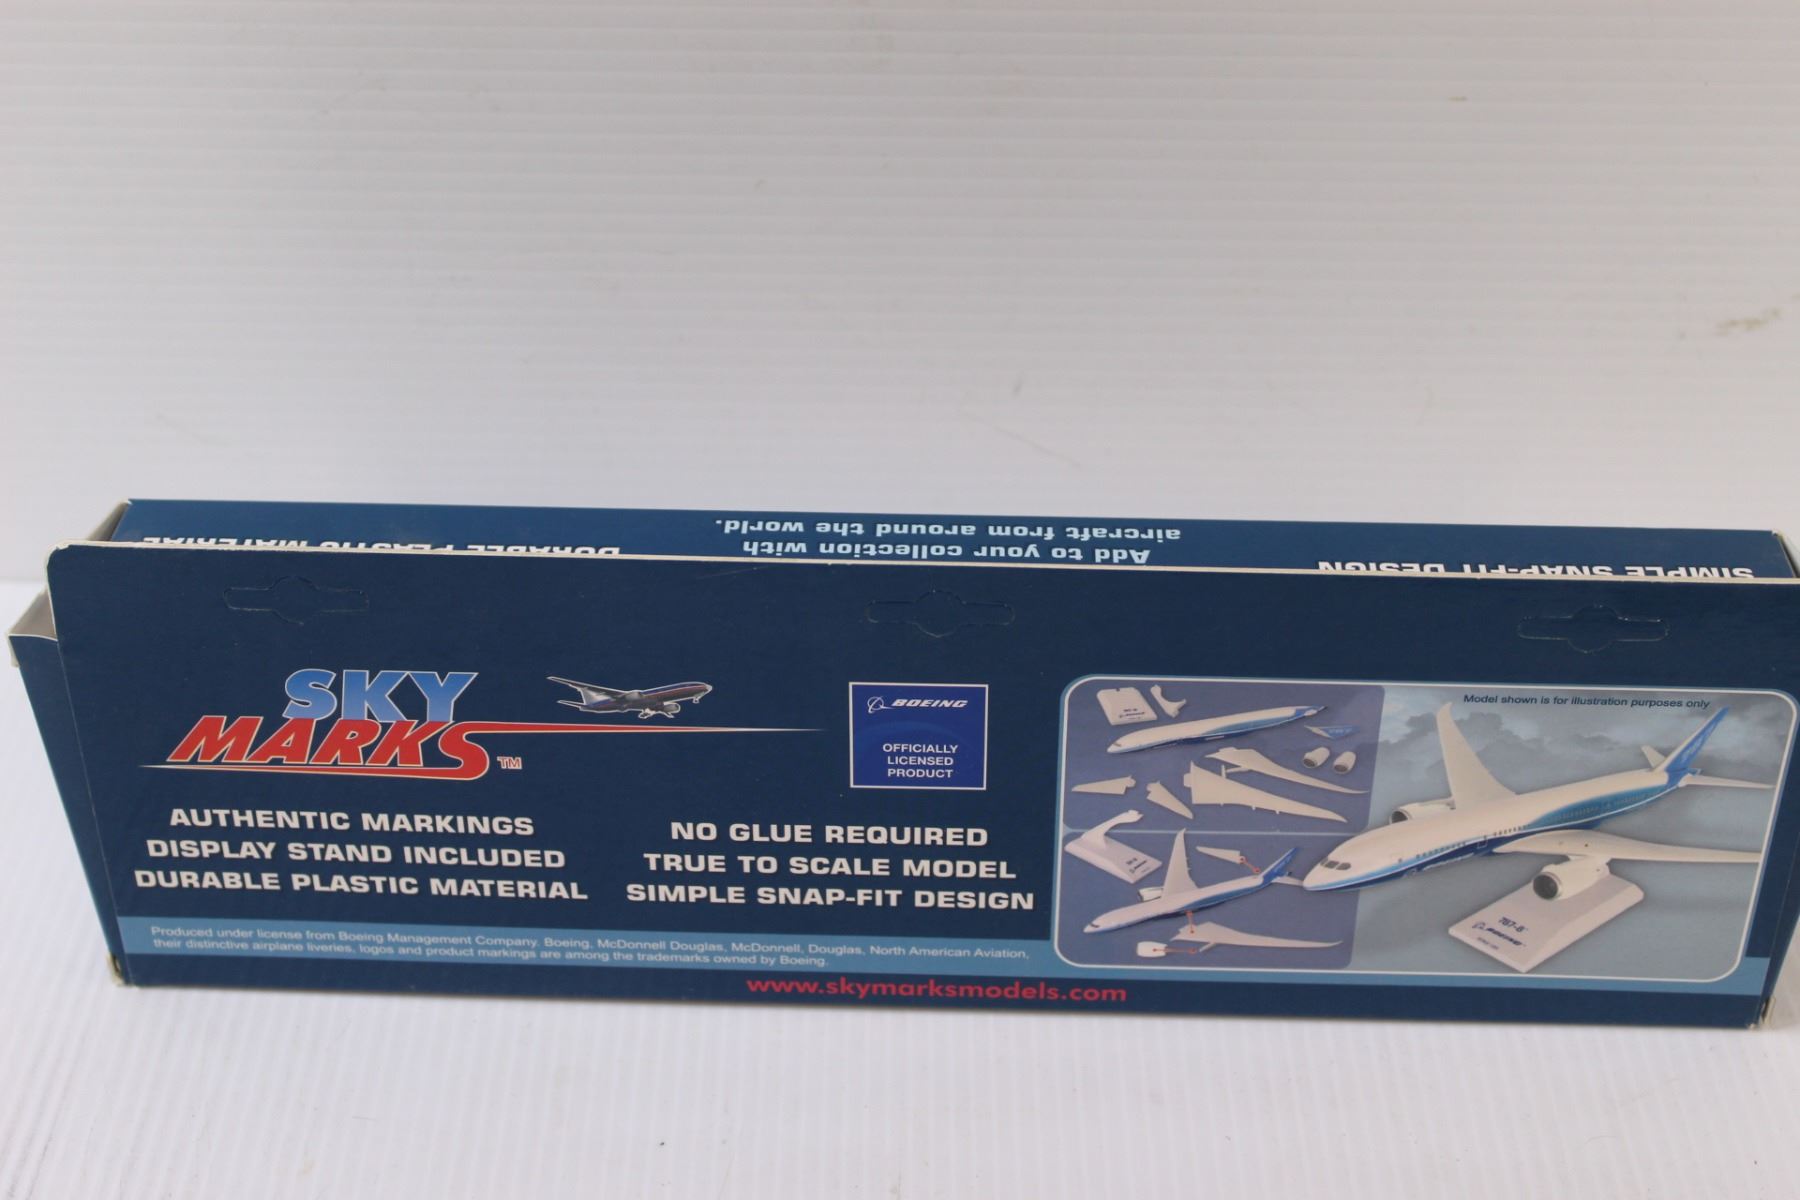 Add to your collection with
aircraft from around the world.
SIMPLE SNAP-FIT DESIGN
DURABLE PLASTIC MATERIAL
SKY
MARKS™
BOEING
OFFICIALLY
LICENSED
PRODUCT
AUTHENTIC MARKINGS
DISPLAY STAND INCLUDED
DURABLE PLASTIC MATERIAL
NO GLUE REQUIRED
TRUE TO SCALE MODEL
SIMPLE SNAP-FIT DESIGN
Model shown is for illustration purposes only
787-8
BOEING
Produced under license from Boeing Management Company. Boeing, McDonnell Douglas, McDonnell, Douglas, North American Aviation,
their distinctive airplane liveries, logos and product markings are among the trademarks owned by Boeing.
www.skymarksmodels.com